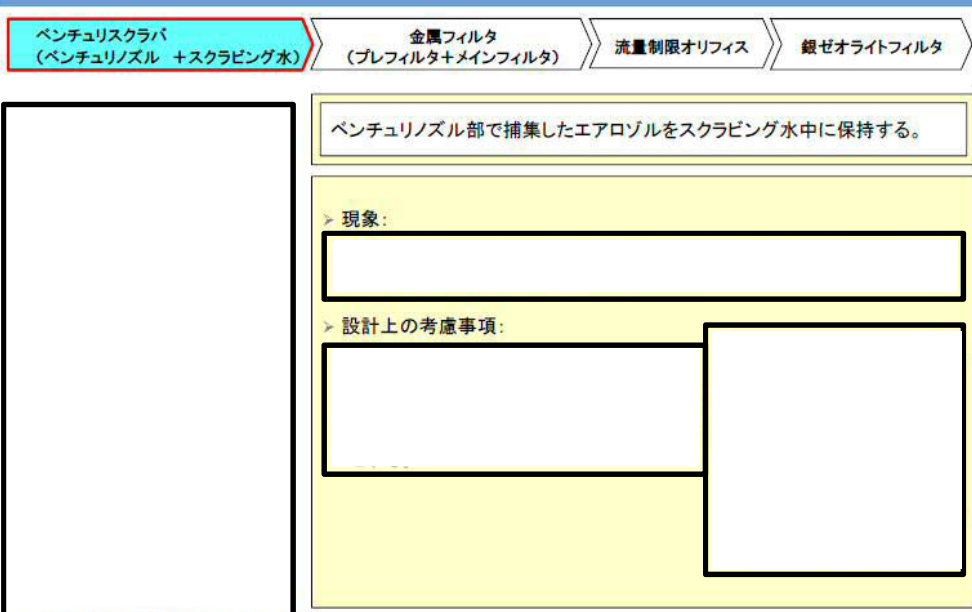 ベンチュリスクラバ
(ベンチュリノズル +スクラビング水)
金属フィルタ
(プレフィルタ+メインフィルタ)
流量制限オリフィス
銀ゼオライトフィルタ
ベンチュリノズル部で捕集したエアロゾルをスクラビング水中に保持する。
➢ 現象:
➢ 設計上の考慮事項: